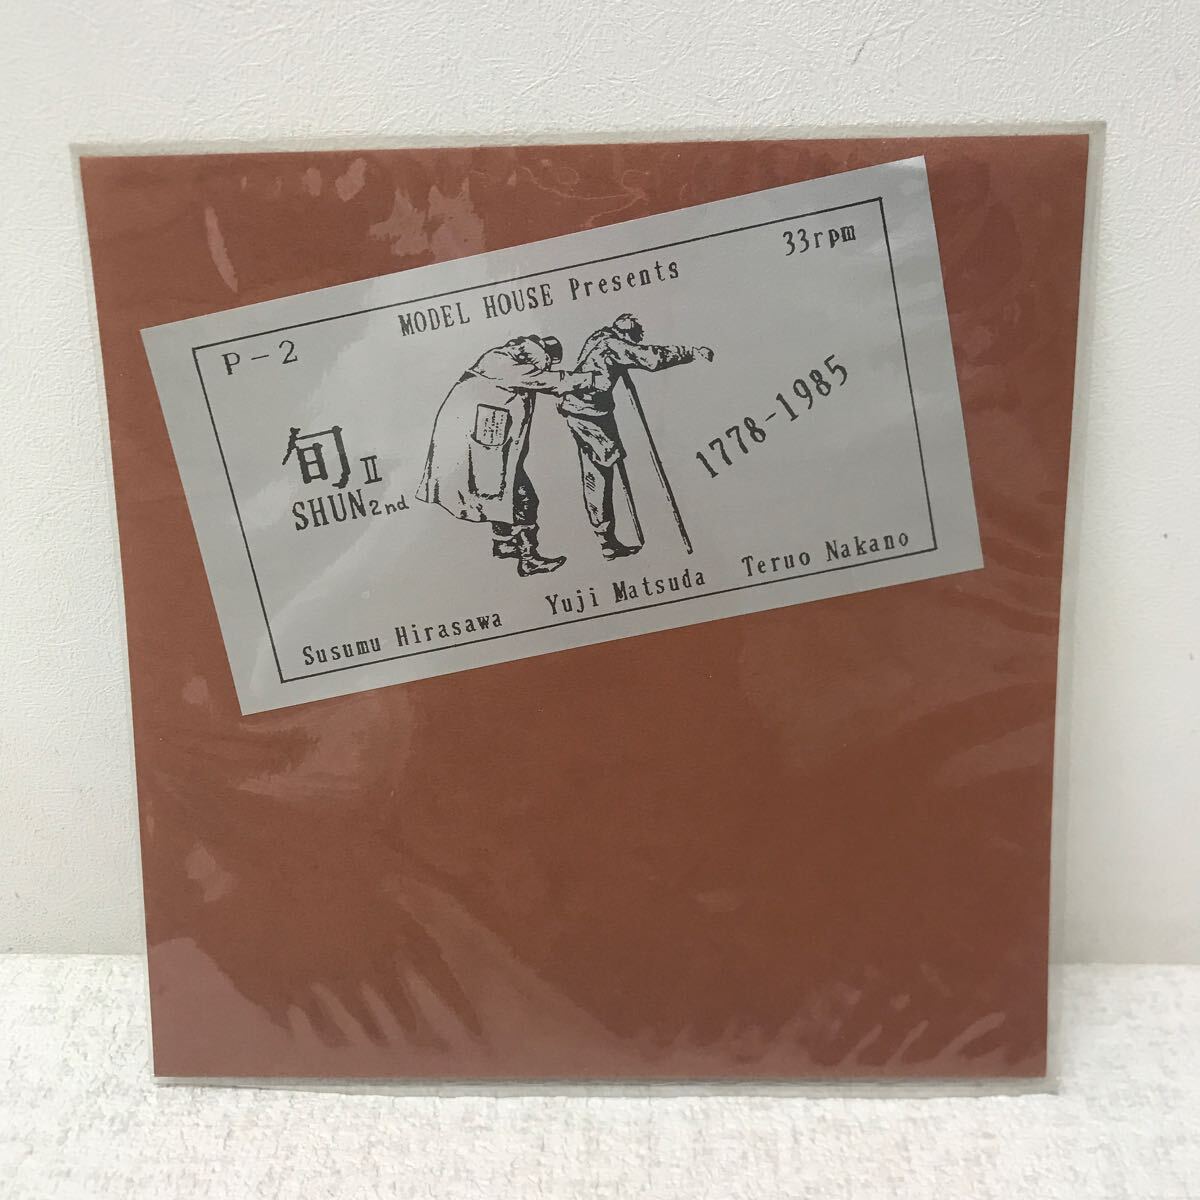 MODEL HOUSE Presents
33rpm
P-2
旬Ⅱ
SHUN2nd
1778-1985
Susumu Hirasawa Yuji Matsuda Teruo Nakano